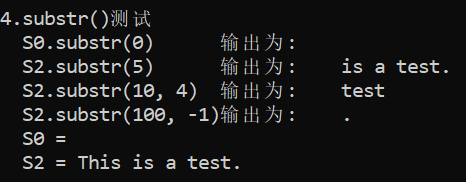 4.substr()测试
S0.substr(0) 输出为:
S2.substr(5) 输出为: is a test.
S2.substr(10, 4) 输出为: test
S2.substr(100, -1)输出为: .
S0 =
S2 = This is a test.